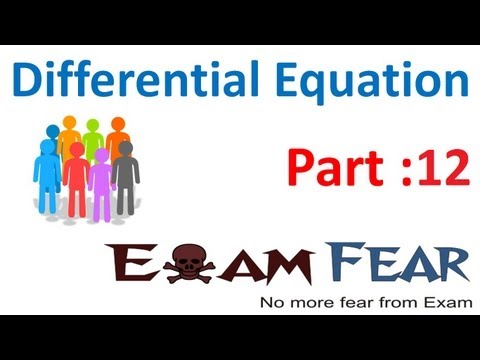 Differential Equation
Part :12
EXAM FEAR
No more fear from Exam